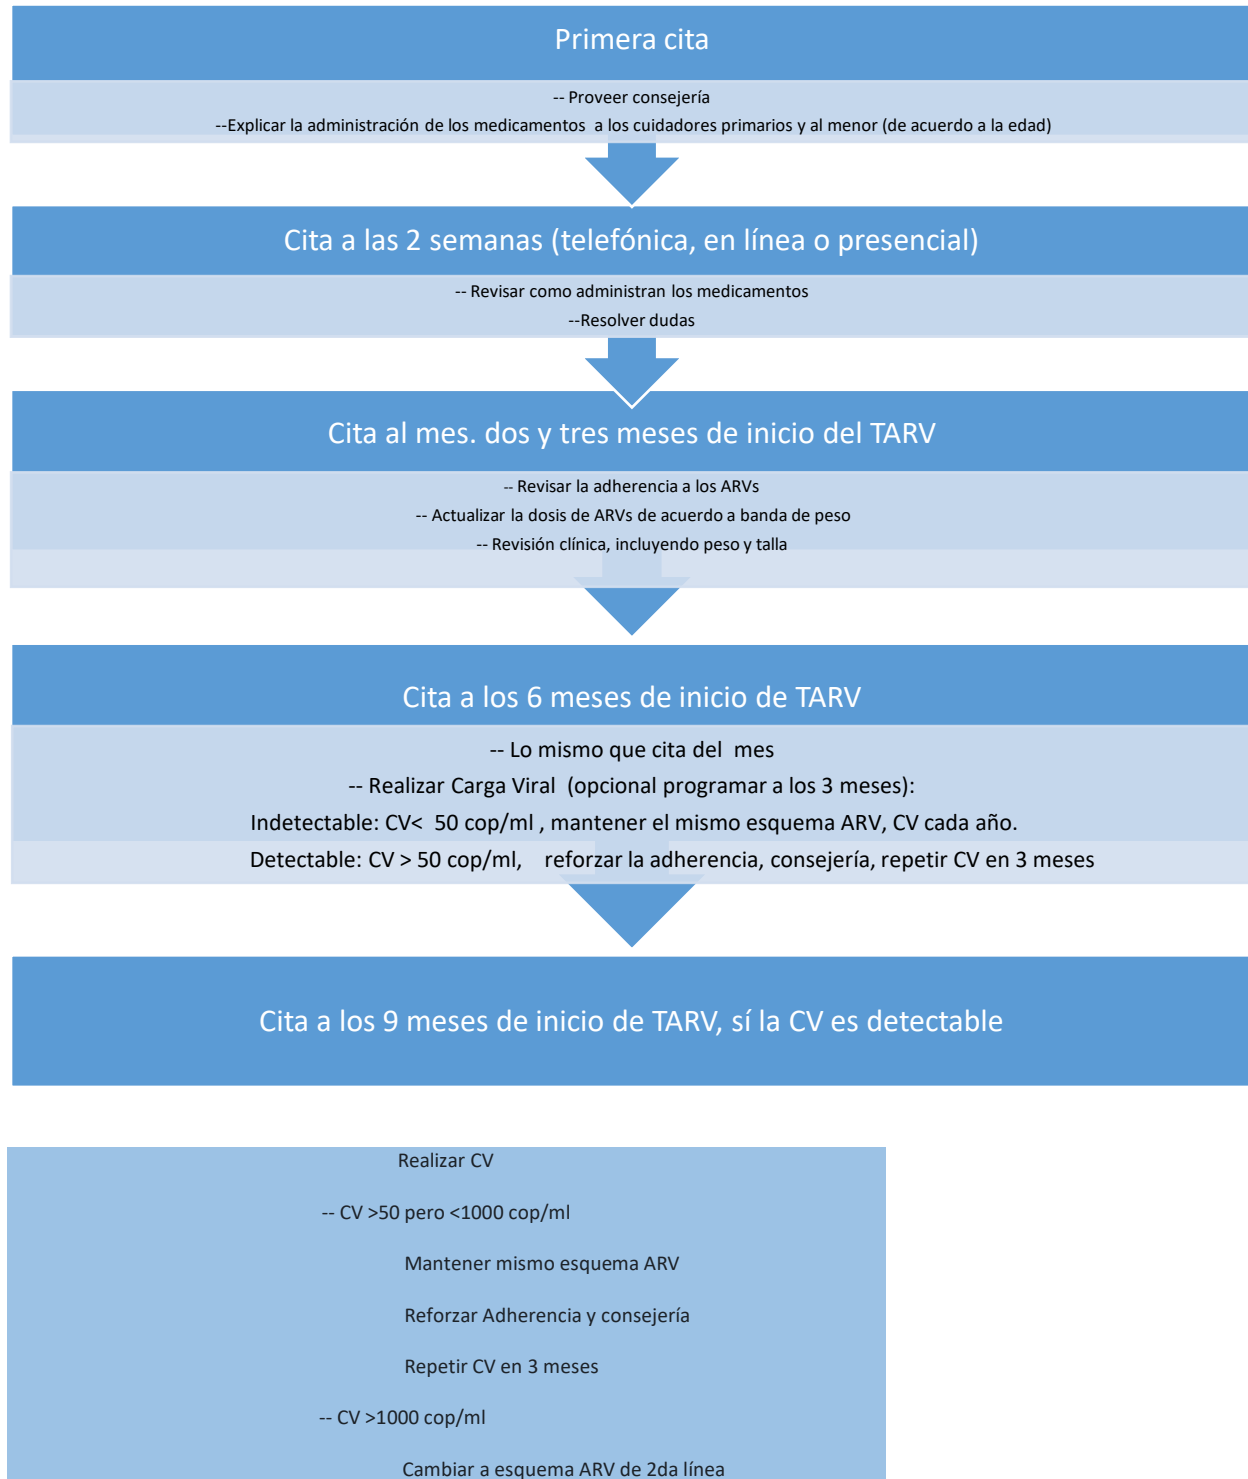 Primera cita
-- Proveer consejería
--Explicar la administración de los medicamentos a los cuidadores primarios y al menor (de acuerdo a la edad)
Cita a las 2 semanas (telefónica, en línea o presencial)
-- Revisar como administran los medicamentos
--Resolver dudas
Cita al mes. dos y tres meses de inicio del TARV
-- Revisar la adherencia a los ARVs
-- Actualizar la dosis de ARVs de acuerdo a banda de peso
-- Revisión clínica, incluyendo peso y talla
Cita a los 6 meses de inicio de TARV
-- Lo mismo que cita del mes
-- Realizar Carga Viral (opcional programar a los 3 meses):
Indetectable: CV< 50 cop/ml , mantener el mismo esquema ARV, CV cada año.
Detectable: CV > 50 cop/ml, reforzar la adherencia, consejería, repetir CV en 3 meses
Cita a los 9 meses de inicio de TARV, sí la CV es detectable
Realizar CV
-- CV >50 pero <1000 cop/ml
Mantener mismo esquema ARV
Reforzar Adherencia y consejería
Repetir CV en 3 meses
-- CV >1000 cop/ml
Cambiar a esquema ARV de 2da línea